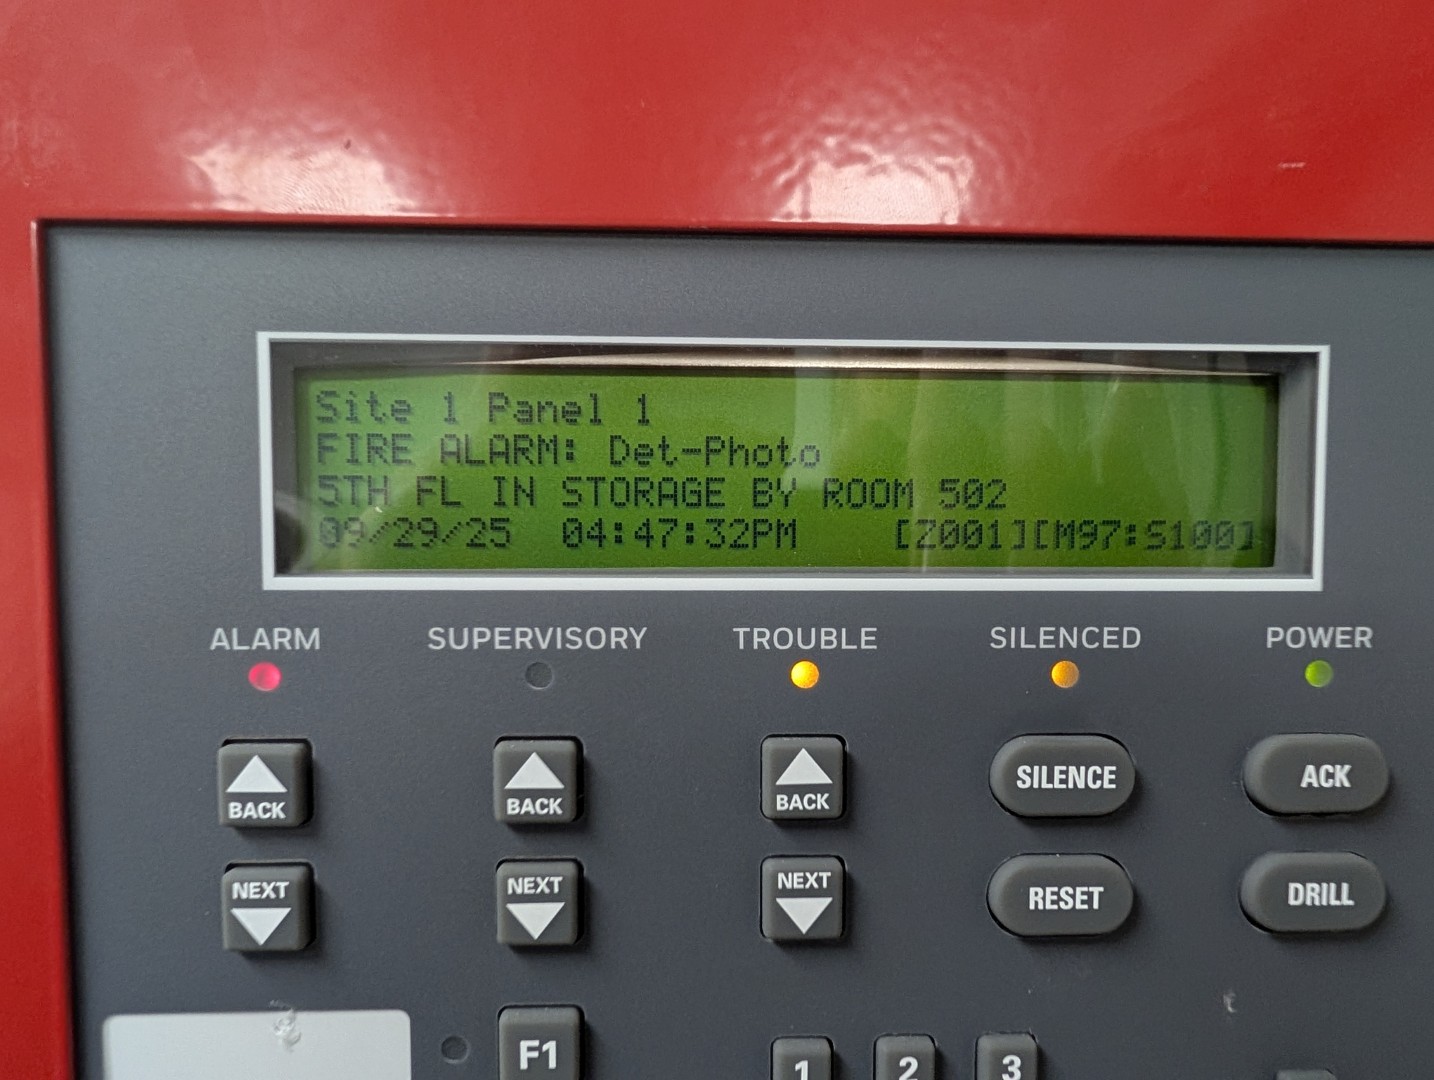 Site 1 Panel 1
FIRE ALARM: Det-Photo
5TH FL IN STORAGE BY ROOM 502
09/29/25 04:47:32PM [Z001][M97:S100]
ALARM SUPERVISORY TROUBLE SILENCED POWER
BACK BACK BACK SILENCE ACK
NEXT NEXT NEXT RESET DRILL
F1 1 2 3